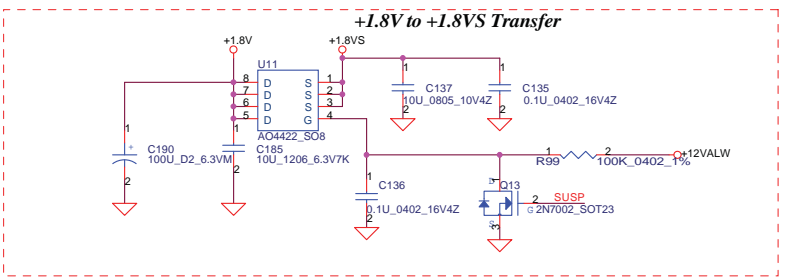 +1.8V to +1.8VS Transfer
+1.8V
+1.8VS
U11
8 D S 1
7 D S 2
6 D S 3
5 D G 4
AO4422_SO8
1
C137
10U_0805_10V4Z
2
1
C135
0.1U_0402_16V4Z
2
1
+
C190
100U_D2_6.3VM
2
1
C185
10U_1206_6.3V7K
2
1
R99
2
100K_0402_1%
+12VALW
1
C136
0.1U_0402_16V4Z
2
D
1
Q13
SUSP
2
G
2N7002_SOT23
S
3